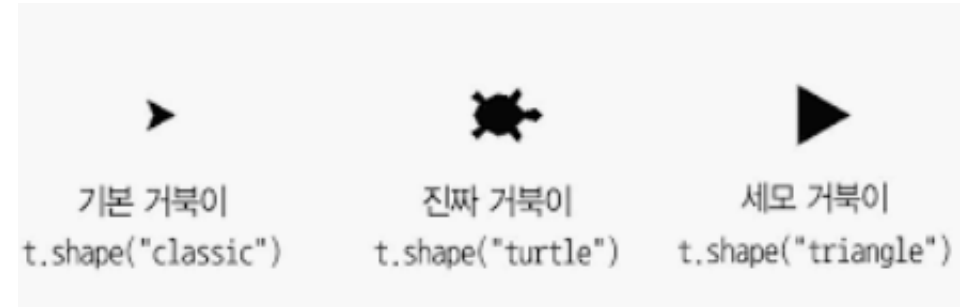 기본 거북이
t.shape("classic")
진짜 거북이
t.shape("turtle")
세모 거북이
t.shape("triangle")